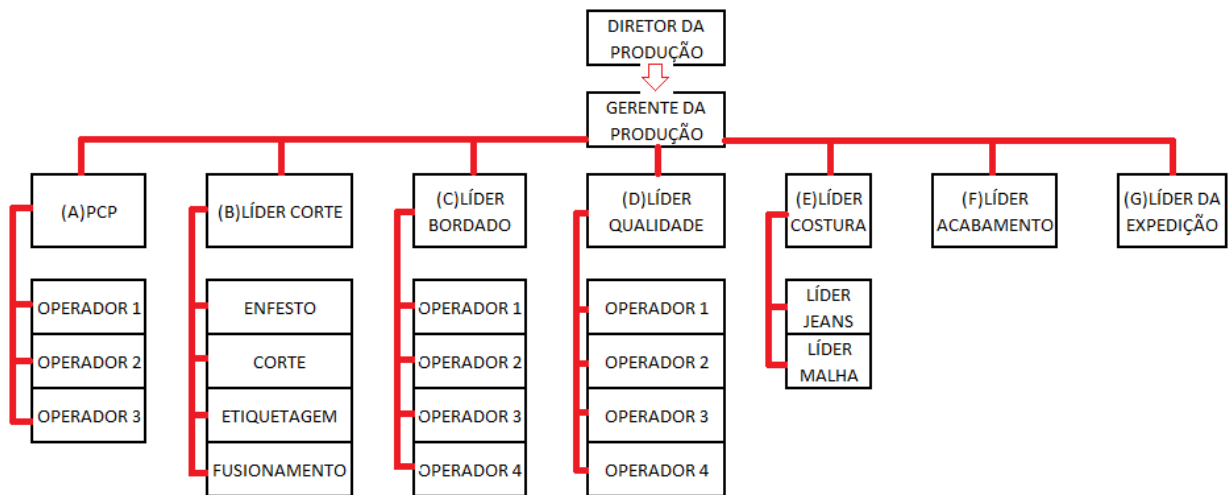 DIRETOR DA
PRODUÇÃO
GERENTE DA
PRODUÇÃO
(A)PCP
(B)LÍDER CORTE
(C)LÍDER
BORDADO
(D)LÍDER
QUALIDADE
(E)LÍDER
COSTURA
(F)LÍDER
ACABAMENTO
(G)LÍDER DA
EXPEDIÇÃO
OPERADOR 1
OPERADOR 2
OPERADOR 3
ENFESTO
CORTE
ETIQUETAGEM
FUSIONAMENTO
OPERADOR 1
OPERADOR 2
OPERADOR 3
OPERADOR 4
OPERADOR 1
OPERADOR 2
OPERADOR 3
OPERADOR 4
LÍDER
JEANS
LÍDER
MALHA